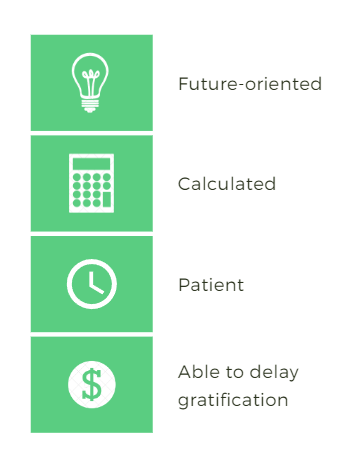 Future-oriented
Calculated
Patient
$
Able to delay
gratification